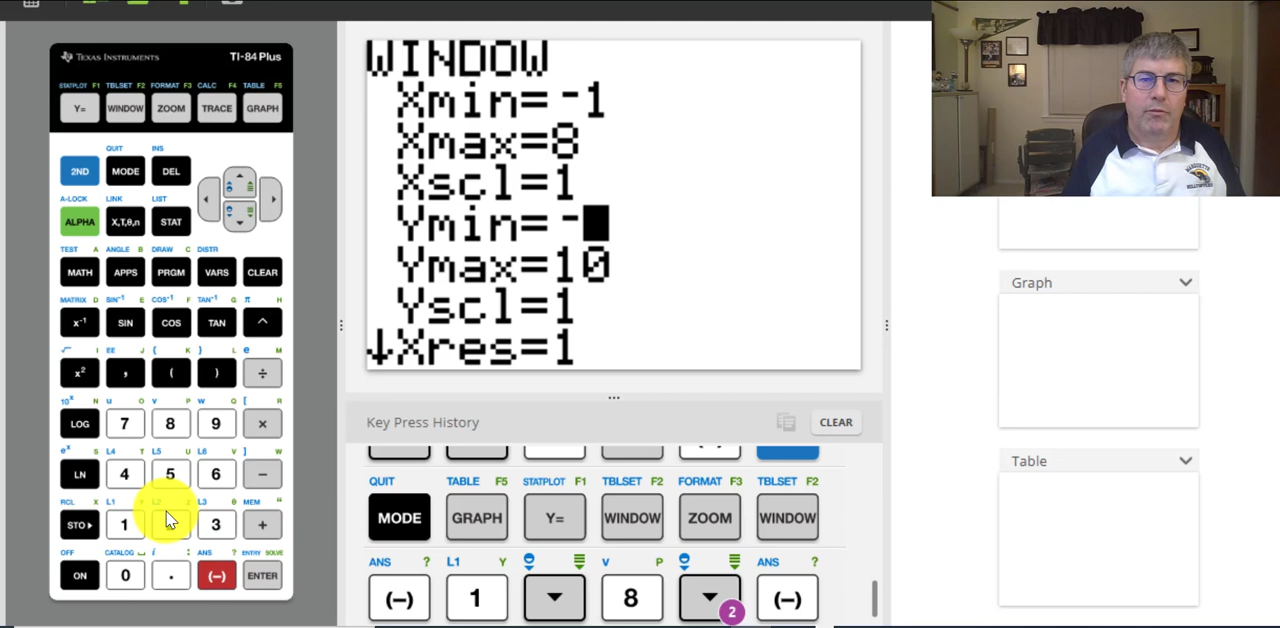 TEXAS INSTRUMENTS TI-84 Plus
STATPLOT F1 TBLSET F2 FORMAT F3 CALC F4 TABLE F5
Y= WINDOW ZOOM TRACE GRAPH
QUIT INS
2ND MODE DEL
A-LOCK LINK LIST
ALPHA X,T,θ,n STAT
TEST A ANGLE B DRAW C DISTR
MATH APPS PRGM VARS CLEAR
MATRIX D SIN⁻¹ E COS⁻¹ F TAN⁻¹ G π H
x⁻¹ SIN COS TAN ^
√ I EE J { K } L e M
x² , ( ) ÷
10ˣ N u O v P w Q [ R
LOG 7 8 9 ×
eˣ S L4 T L5 U L6 V ] W
LN 4 5 6 −
RCL X L1 Y L2 Z L3 θ MEM "
STO▸ 1 3 +
OFF CATALOG i : ANS ? ENTRY SOLVE
ON 0 . (−) ENTER
WINDOW
Xmin=-1
Xmax=8
Xscl=1
Ymin=-
Ymax=10
Yscl=1
↓Xres=1
Key Press History
CLEAR
QUIT TABLE F5 STATPLOT F1 TBLSET F2 FORMAT F3 TBLSET F2
MODE GRAPH Y= WINDOW ZOOM WINDOW
ANS ? L1 Y v P ANS ?
(−) 1 8 2 (−)
Graph
Table
MARQUETTE
HILLTOPPERS